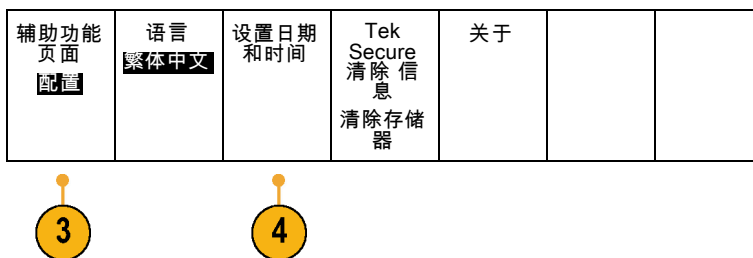 辅助功能
页面
配置
语言
繁体中文
设置日期
和时间
Tek
Secure
清除 信
息
清除存储
器
关于
3
4